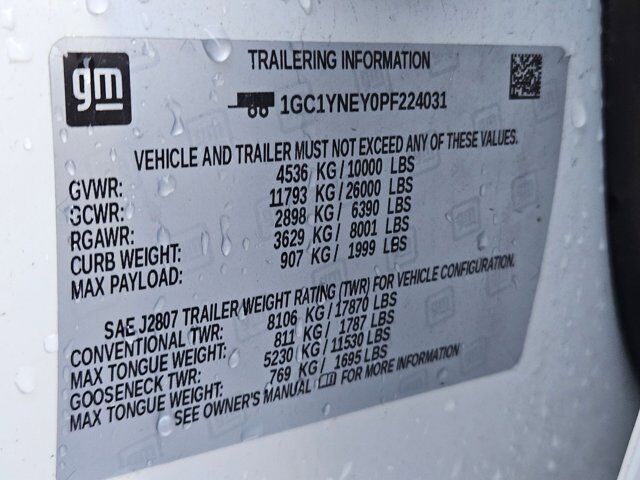 gm
TRAILERING INFORMATION
1GC1YNEY0PF224031
VEHICLE AND TRAILER MUST NOT EXCEED ANY OF THESE VALUES.
GVWR: 4536 KG/10000 LBS
GCWR: 11793 KG/26000 LBS
RGAWR: 2898 KG/ 6390 LBS
CURB WEIGHT: 3629 KG/ 8001 LBS
MAX PAYLOAD: 907 KG/ 1999 LBS
SAE J2807 TRAILER WEIGHT RATING (TWR) FOR VEHICLE CONFIGURATION.
CONVENTIONAL TWR: 8106 KG/17870 LBS
MAX TONGUE WEIGHT: 811 KG/ 1787 LBS
GOOSENECK TWR: 5230 KG/11530 LBS
MAX TONGUE WEIGHT: 769 KG/ 1695 LBS
SEE OWNER'S MANUAL FOR MORE INFORMATION